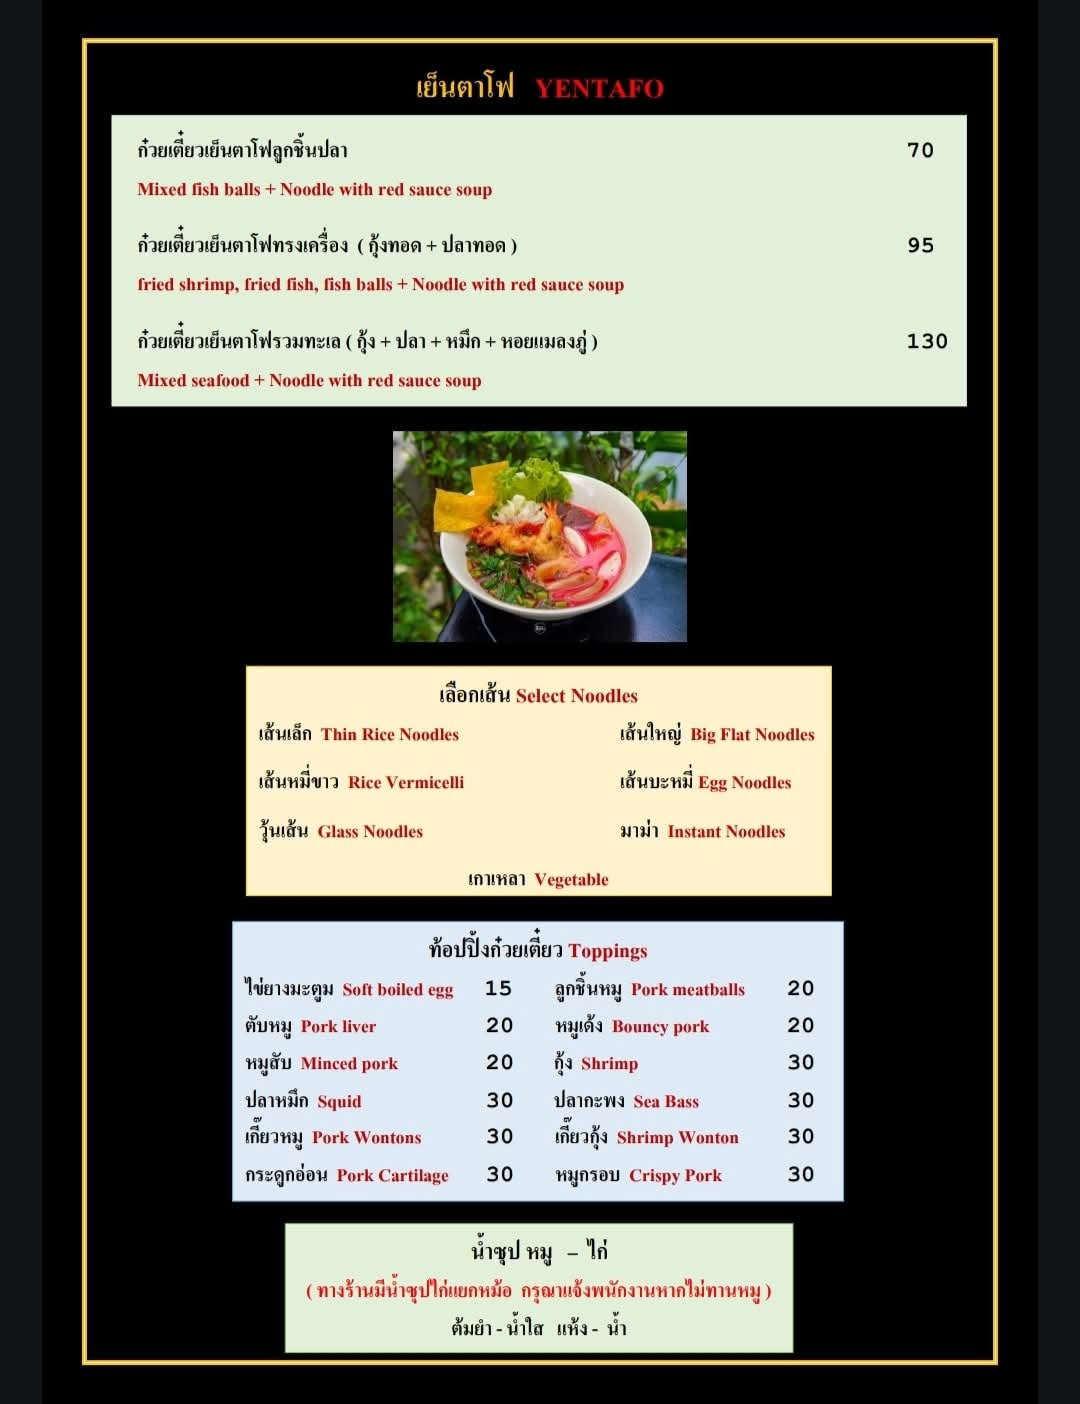 เย็นตาโฟ YENTAFO
ก๋วยเตี๋ยวเย็นตาโฟลูกชิ้นปลา 70
Mixed fish balls + Noodle with red sauce soup
ก๋วยเตี๋ยวเย็นตาโฟทรงเครื่อง ( กุ้งทอด + ปลาทอด ) 95
fried shrimp, fried fish, fish balls + Noodle with red sauce soup
ก๋วยเตี๋ยวเย็นตาโฟรวมทะเล ( กุ้ง + ปลา + หมึก + หอยแมลงภู่ ) 130
Mixed seafood + Noodle with red sauce soup
เลือกเส้น Select Noodles
เส้นเล็ก Thin Rice Noodles เส้นใหญ่ Big Flat Noodles
เส้นหมี่ขาว Rice Vermicelli เส้นบะหมี่ Egg Noodles
วุ้นเส้น Glass Noodles มาม่า Instant Noodles
เกาเหลา Vegetable
ท้อปปิ้งก๋วยเตี๋ยว Toppings
ไข่ยางมะตูม Soft boiled egg 15 ลูกชิ้นหมู Pork meatballs 20
ตับหมู Pork liver 20 หมูเด้ง Bouncy pork 20
หมูสับ Minced pork 20 กุ้ง Shrimp 30
ปลาหมึก Squid 30 ปลากะพง Sea Bass 30
เกี๊ยวหมู Pork Wontons 30 เกี๊ยวกุ้ง Shrimp Wonton 30
กระดูกอ่อน Pork Cartilage 30 หมูกรอบ Crispy Pork 30
น้ำซุป หมู – ไก่
( ทางร้านมีน้ำซุปไก่แยกหม้อ กรุณาแจ้งพนักงานหากไม่ทานหมู )
ต้มยำ - น้ำใส แห้ง - น้ำ